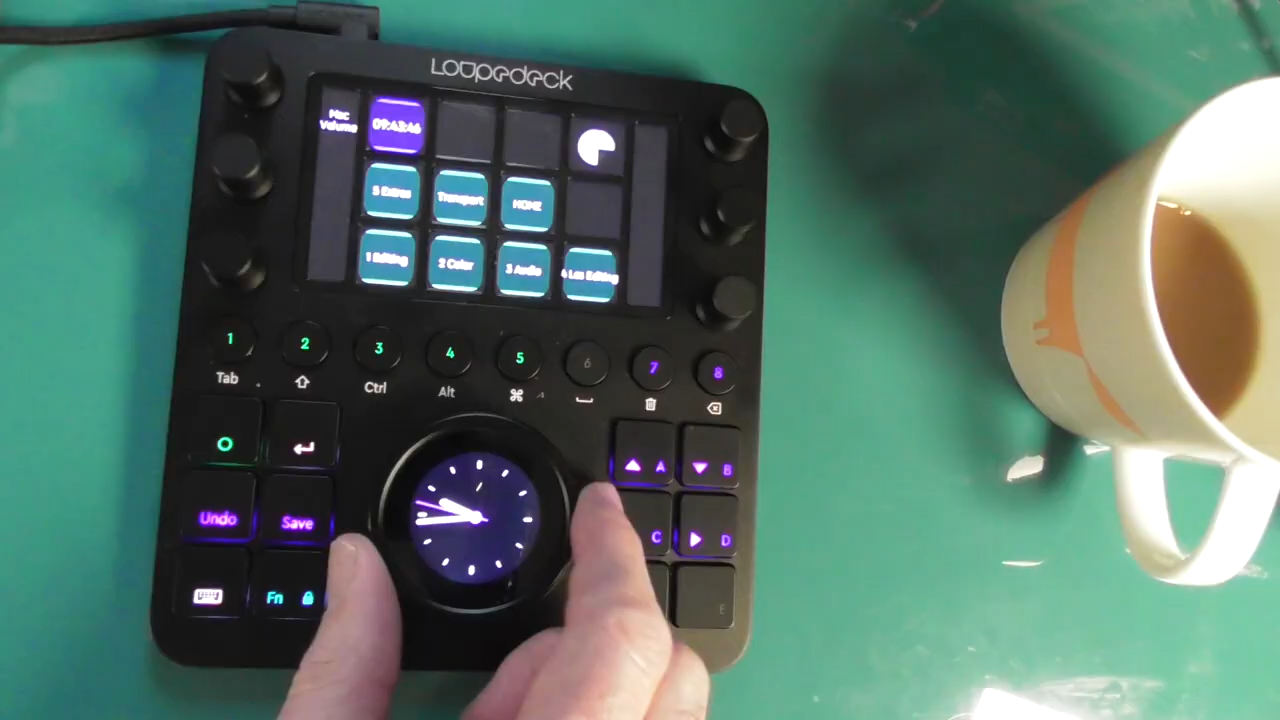 Loupedeck
Mac
Volume
09:43:46
5 Extras
Transport
HOME
1 Editing
2 Color
3 Audio
4 Las Editing
1
2
3
4
5
6
7
8
Tab
Ctrl
Alt
A
B
Undo
Save
C
D
Fn
E